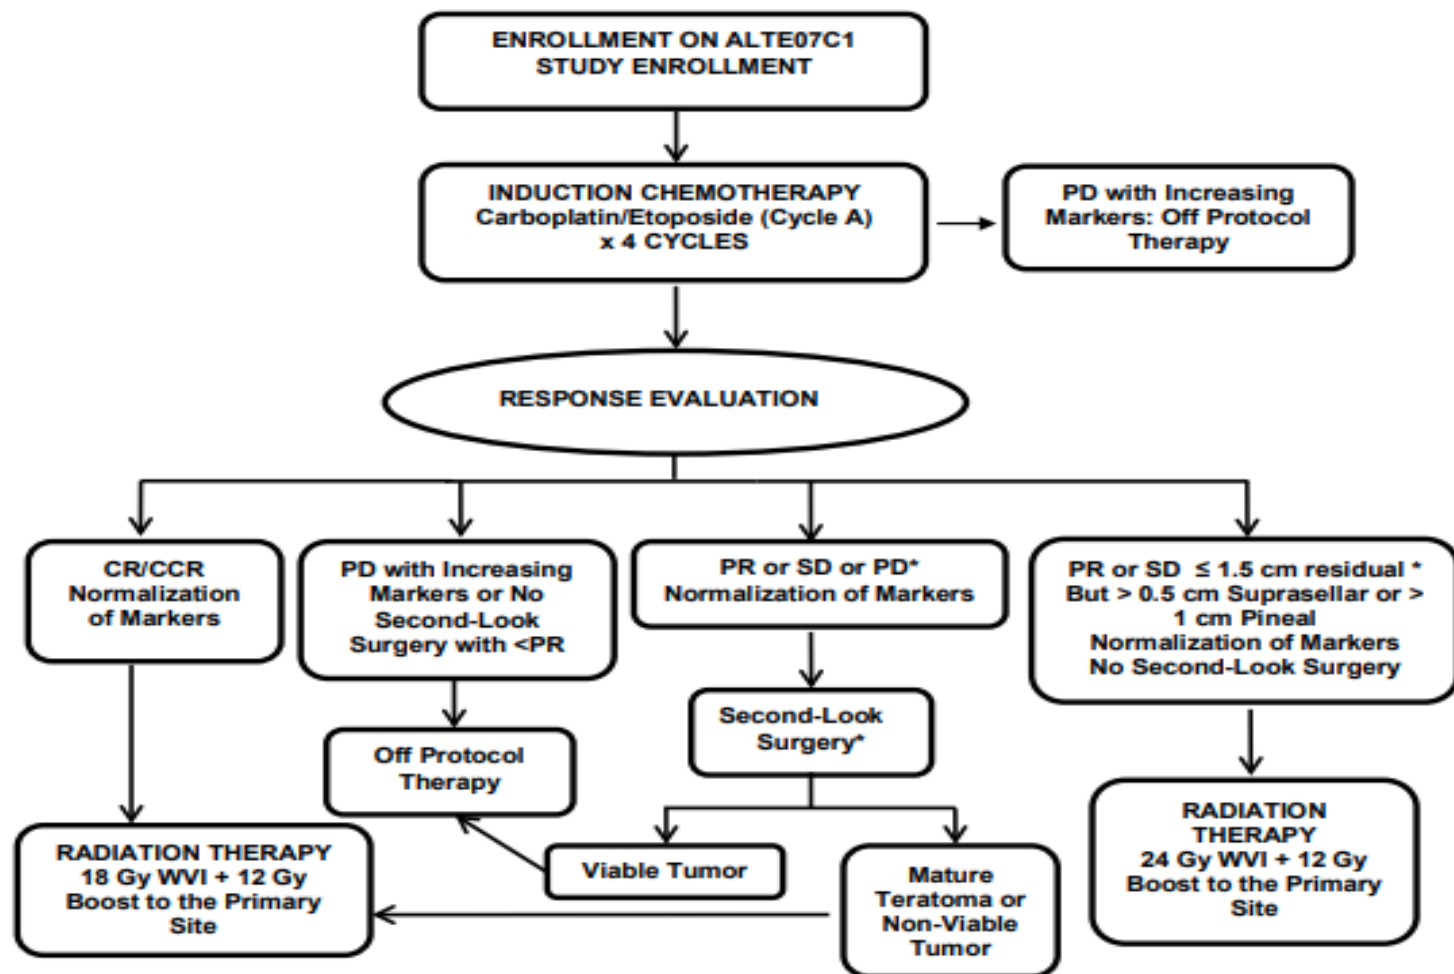 ENROLLMENT ON ALTE07C1
STUDY ENROLLMENT
INDUCTION CHEMOTHERAPY
Carboplatin/Etoposide (Cycle A)
x 4 CYCLES
PD with Increasing
Markers: Off Protocol
Therapy
RESPONSE EVALUATION
CR/CCR
Normalization
of Markers
PD with Increasing
Markers or No
Second-Look
Surgery with <PR
PR or SD or PD*
Normalization of Markers
PR or SD ≤ 1.5 cm residual *
But > 0.5 cm Suprasellar or >
1 cm Pineal
Normalization of Markers
No Second-Look Surgery
Second-Look
Surgery*
Off Protocol
Therapy
RADIATION THERAPY
18 Gy WVI + 12 Gy
Boost to the Primary
Site
Viable Tumor
Mature
Teratoma or
Non-Viable
Tumor
RADIATION
THERAPY
24 Gy WVI + 12 Gy
Boost to the Primary
Site